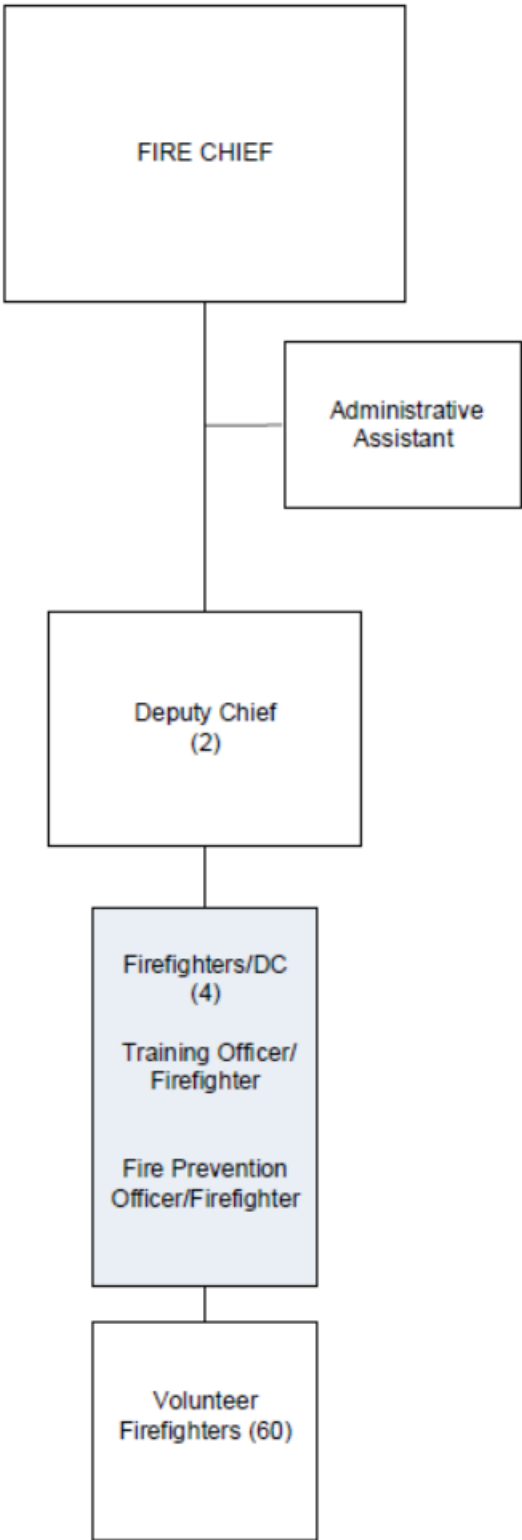 FIRE CHIEF
Administrative
Assistant
Deputy Chief
(2)
Firefighters/DC
(4)
Training Officer/
Firefighter
Fire Prevention
Officer/Firefighter
Volunteer
Firefighters (60)